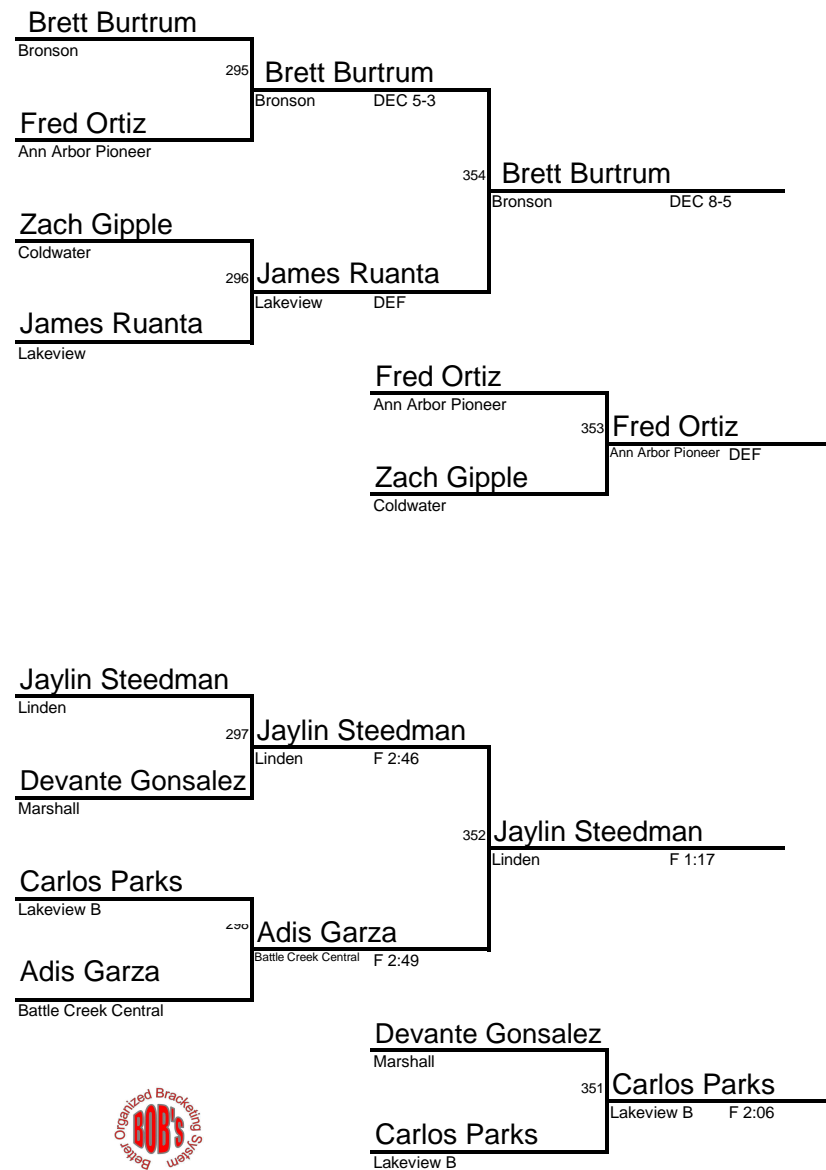 Brett Burtrum
Bronson
295
Brett Burtrum
Bronson DEC 5-3
Fred Ortiz
Ann Arbor Pioneer
354
Brett Burtrum
Bronson DEC 8-5
Zach Gipple
Coldwater
296
James Ruanta
Lakeview DEF
James Ruanta
Lakeview
Fred Ortiz
Ann Arbor Pioneer
353
Fred Ortiz
Ann Arbor Pioneer DEF
Zach Gipple
Coldwater
Jaylin Steedman
Linden
297
Jaylin Steedman
Linden F 2:46
Devante Gonsalez
Marshall
352
Jaylin Steedman
Linden F 1:17
Carlos Parks
Lakeview B
298
Adis Garza
Battle Creek Central F 2:49
Adis Garza
Battle Creek Central
Devante Gonsalez
Marshall
351
Carlos Parks
Lakeview B F 2:06
Carlos Parks
Lakeview B
Better Organized Bracketing System
BOB's